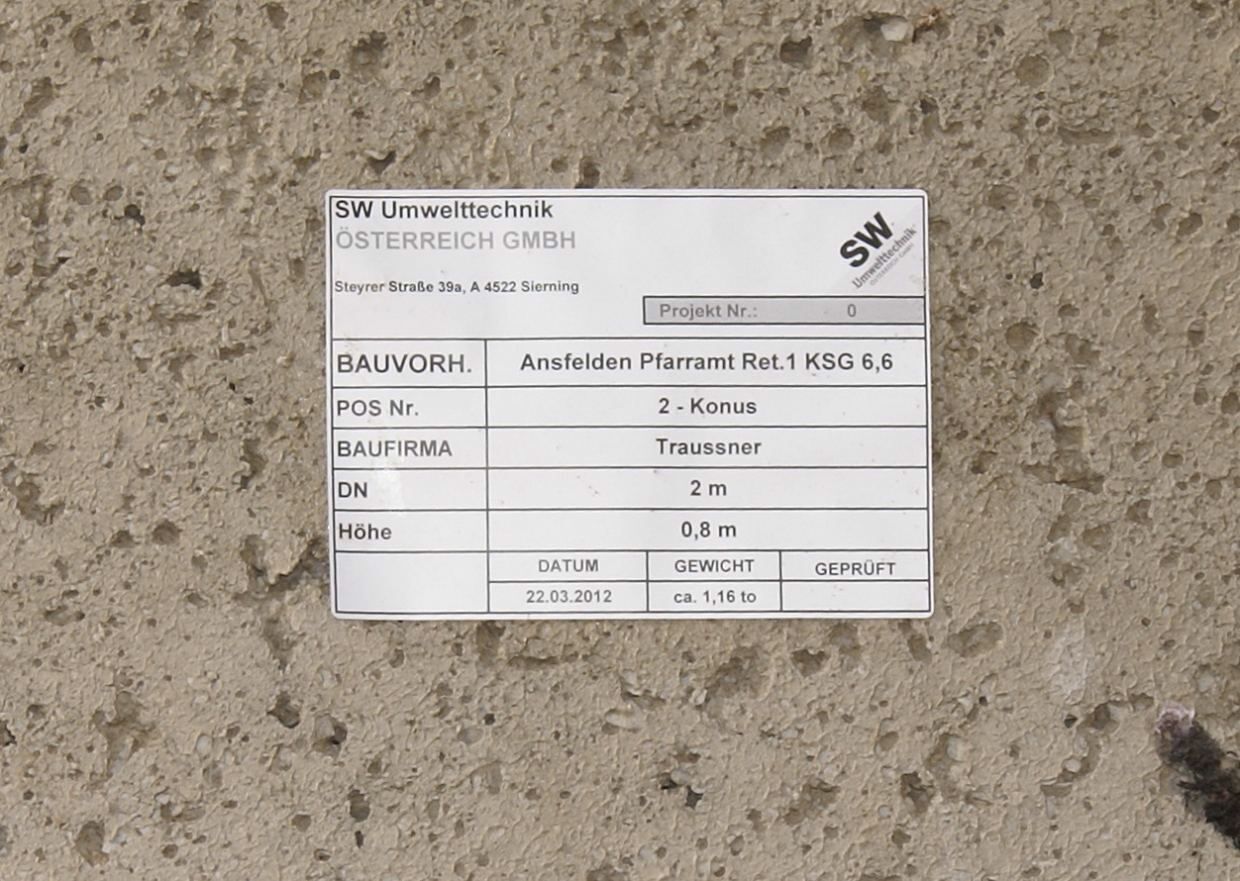 SW Umwelttechnik
ÖSTERREICH GMBH
Steyrer Straße 39a, A 4522 Sierning
SW
Umwelttechnik
ÖSTERREICH GMBH
Projekt Nr.: 0
BAUVORH. Ansfelden Pfarramt Ret.1 KSG 6,6
POS Nr. 2 - Konus
BAUFIRMA Traussner
DN 2 m
Höhe 0,8 m
DATUM GEWICHT GEPRÜFT
22.03.2012 ca. 1,16 to